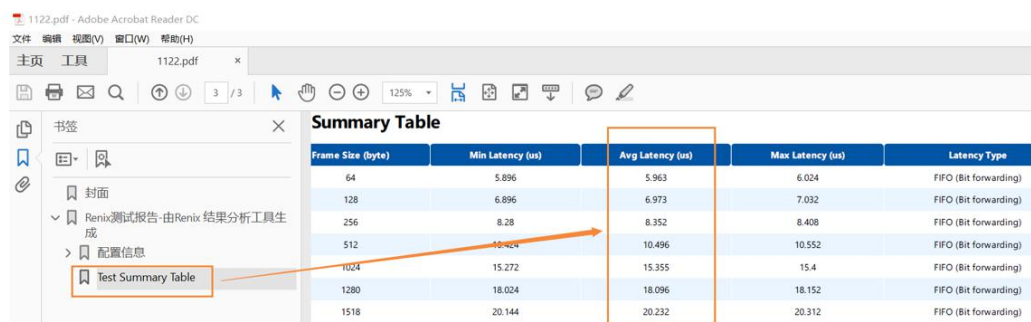 1122.pdf - Adobe Acrobat Reader DC
文件 编辑 视图(V) 窗口(W) 帮助(H)
主页 工具 1122.pdf ×
3 / 3 125%
书签
封面
Renix测试报告-由Renix 结果分析工具生
成
配置信息
Test Summary Table
Summary Table
Frame Size (byte) Min Latency (us) Avg Latency (us) Max Latency (us) Latency Type
64 5.896 5.963 6.024 FIFO (Bit forwarding)
128 6.896 6.973 7.032 FIFO (Bit forwarding)
256 8.28 8.352 8.408 FIFO (Bit forwarding)
512 10.424 10.496 10.552 FIFO (Bit forwarding)
1024 15.272 15.355 15.4 FIFO (Bit forwarding)
1280 18.024 18.096 18.152 FIFO (Bit forwarding)
1518 20.144 20.232 20.312 FIFO (Bit forwarding)